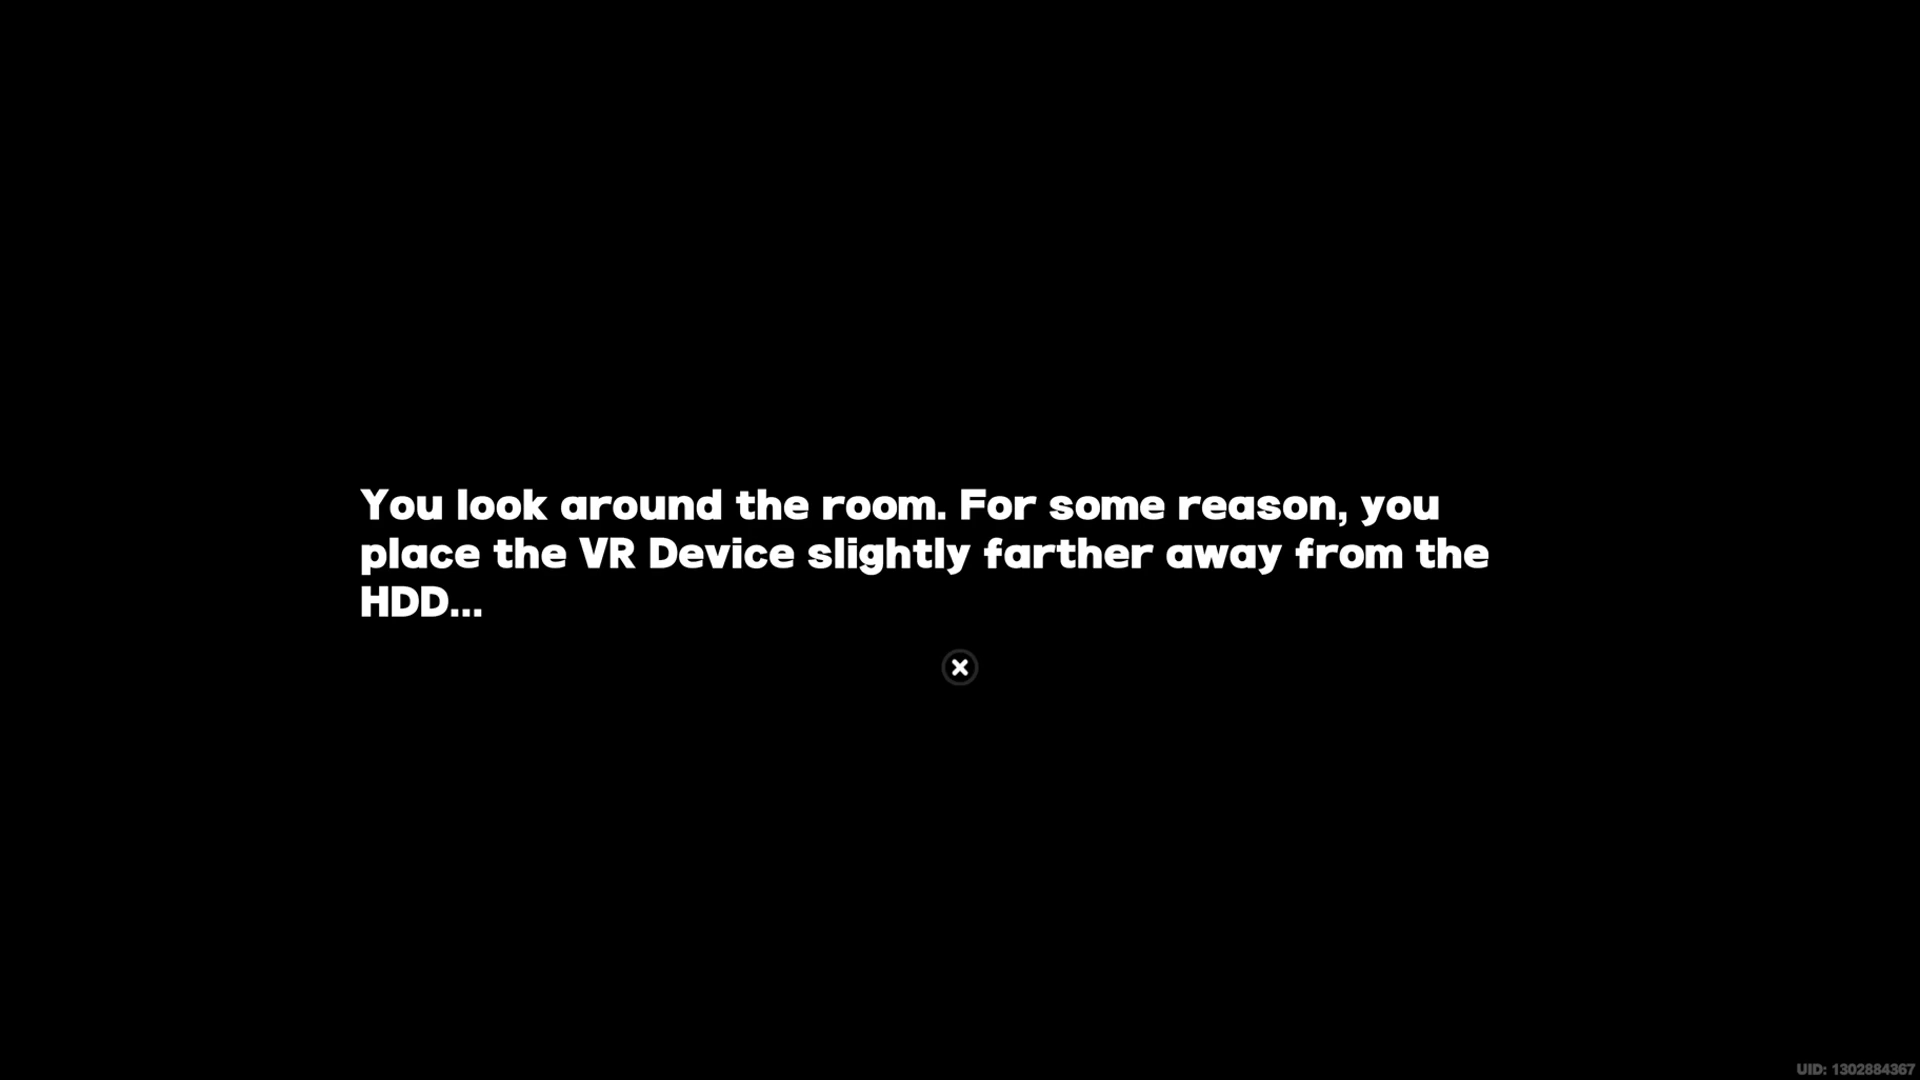 You look around the room. For some reason, you
place the VR Device slightly farther away from the
HDD...
UID: 1302884367